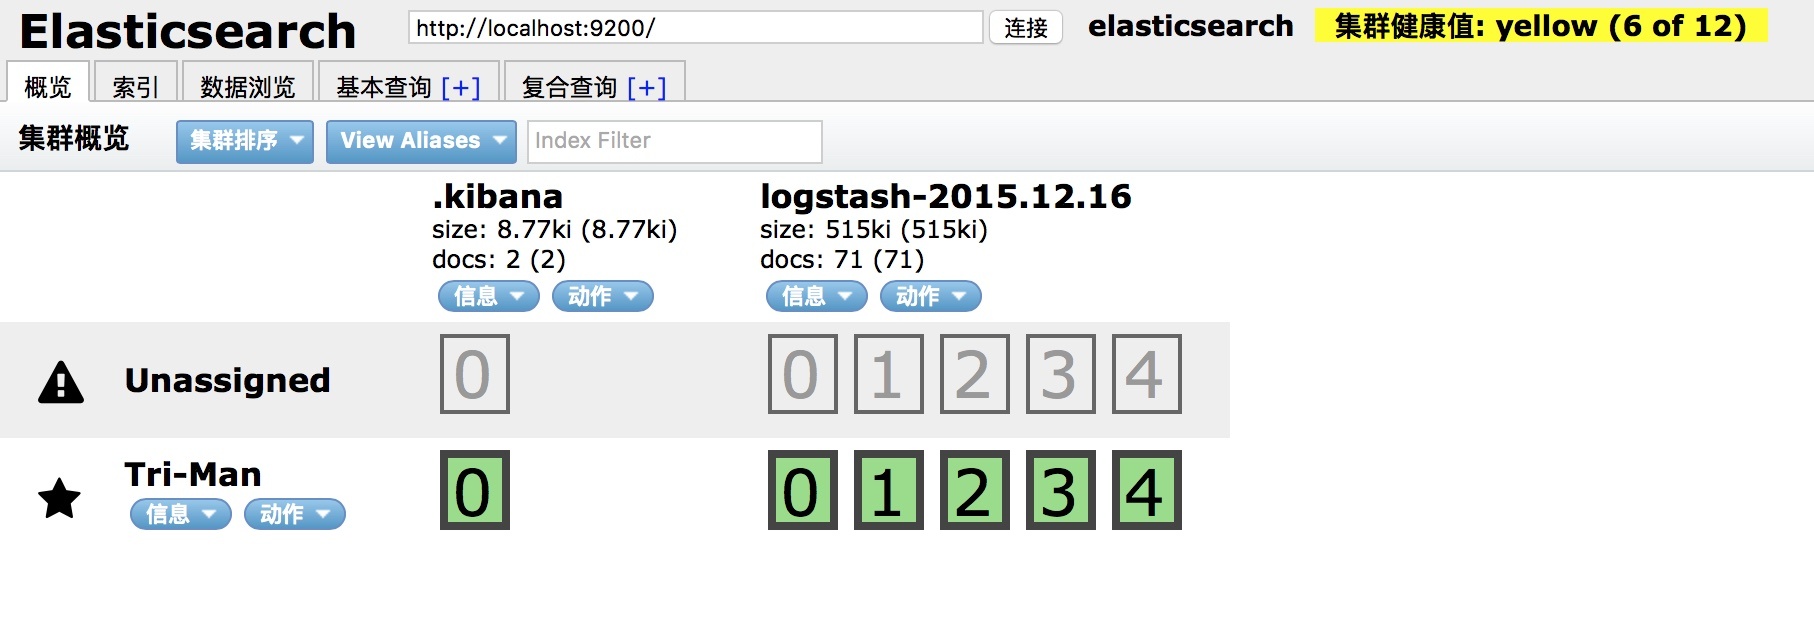 Elasticsearch http://localhost:9200/ 连接 elasticsearch 集群健康值: yellow (6 of 12)
概览 索引 数据浏览 基本查询 [+] 复合查询 [+]
集群概览 集群排序 View Aliases Index Filter
.kibana logstash-2015.12.16
size: 8.77ki (8.77ki) size: 515ki (515ki)
docs: 2 (2) docs: 71 (71)
信息 动作 信息 动作
Unassigned 0 0 1 2 3 4
Tri-Man 0 0 1 2 3 4
信息 动作